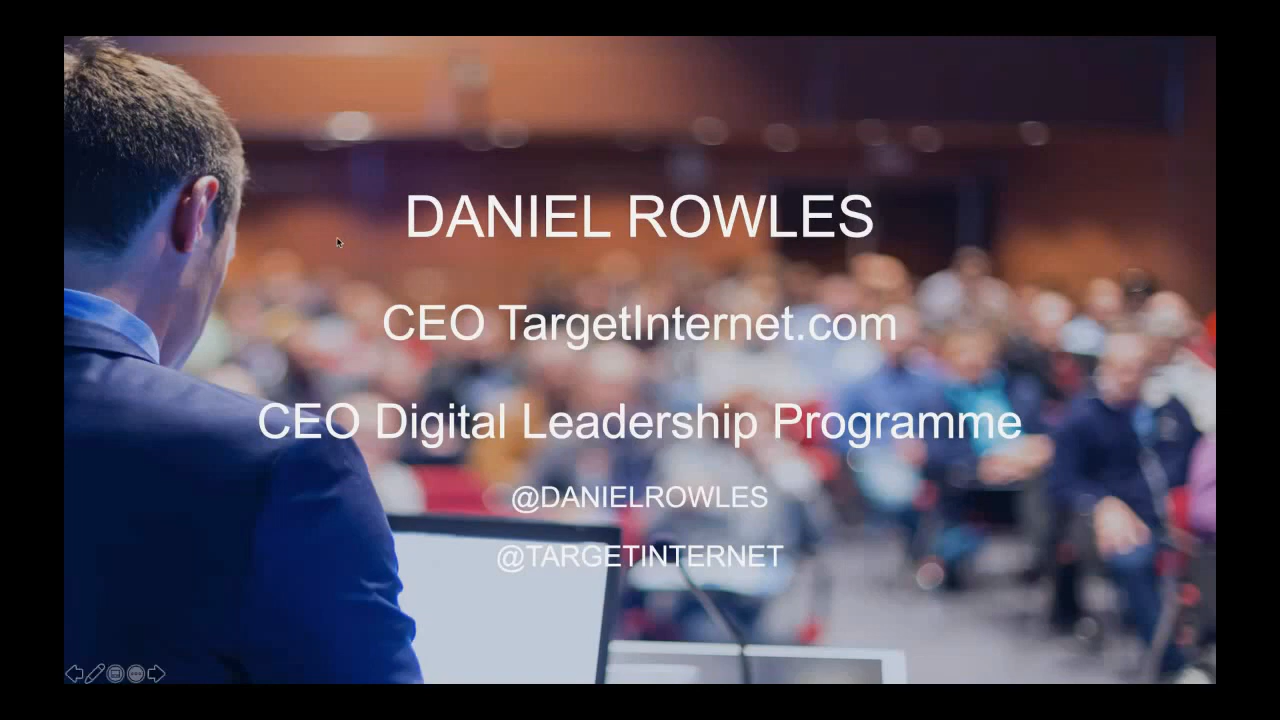 DANIEL ROWLES
CEO TargetInternet.com
CEO Digital Leadership Programme
@DANIELROWLES
@TARGETINTERNET